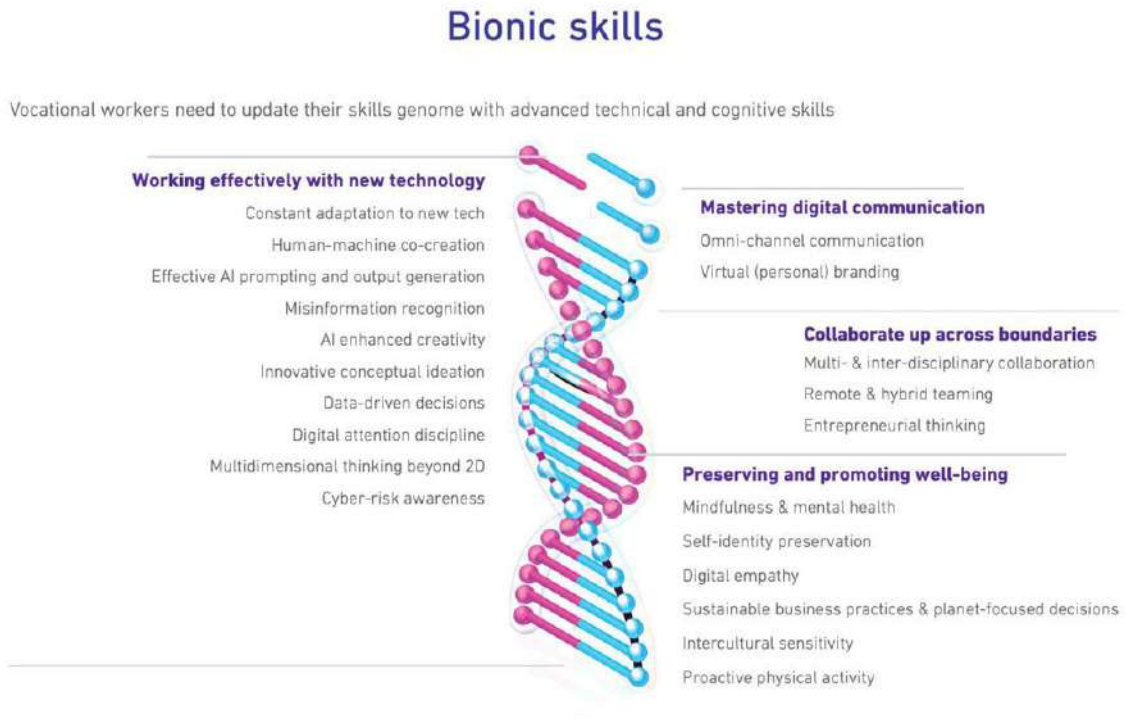 Bionic skills
Vocational workers need to update their skills genome with advanced technical and cognitive skills
Working effectively with new technology
Constant adaptation to new tech
Human-machine co-creation
Effective AI prompting and output generation
Misinformation recognition
AI enhanced creativity
Innovative conceptual ideation
Data-driven decisions
Digital attention discipline
Multidimensional thinking beyond 2D
Cyber-risk awareness
Mastering digital communication
Omni-channel communication
Virtual (personal) branding
Collaborate up across boundaries
Multi- & inter-disciplinary collaboration
Remote & hybrid teaming
Entrepreneurial thinking
Preserving and promoting well-being
Mindfulness & mental health
Self-identity preservation
Digital empathy
Sustainable business practices & planet-focused decisions
Intercultural sensitivity
Proactive physical activity